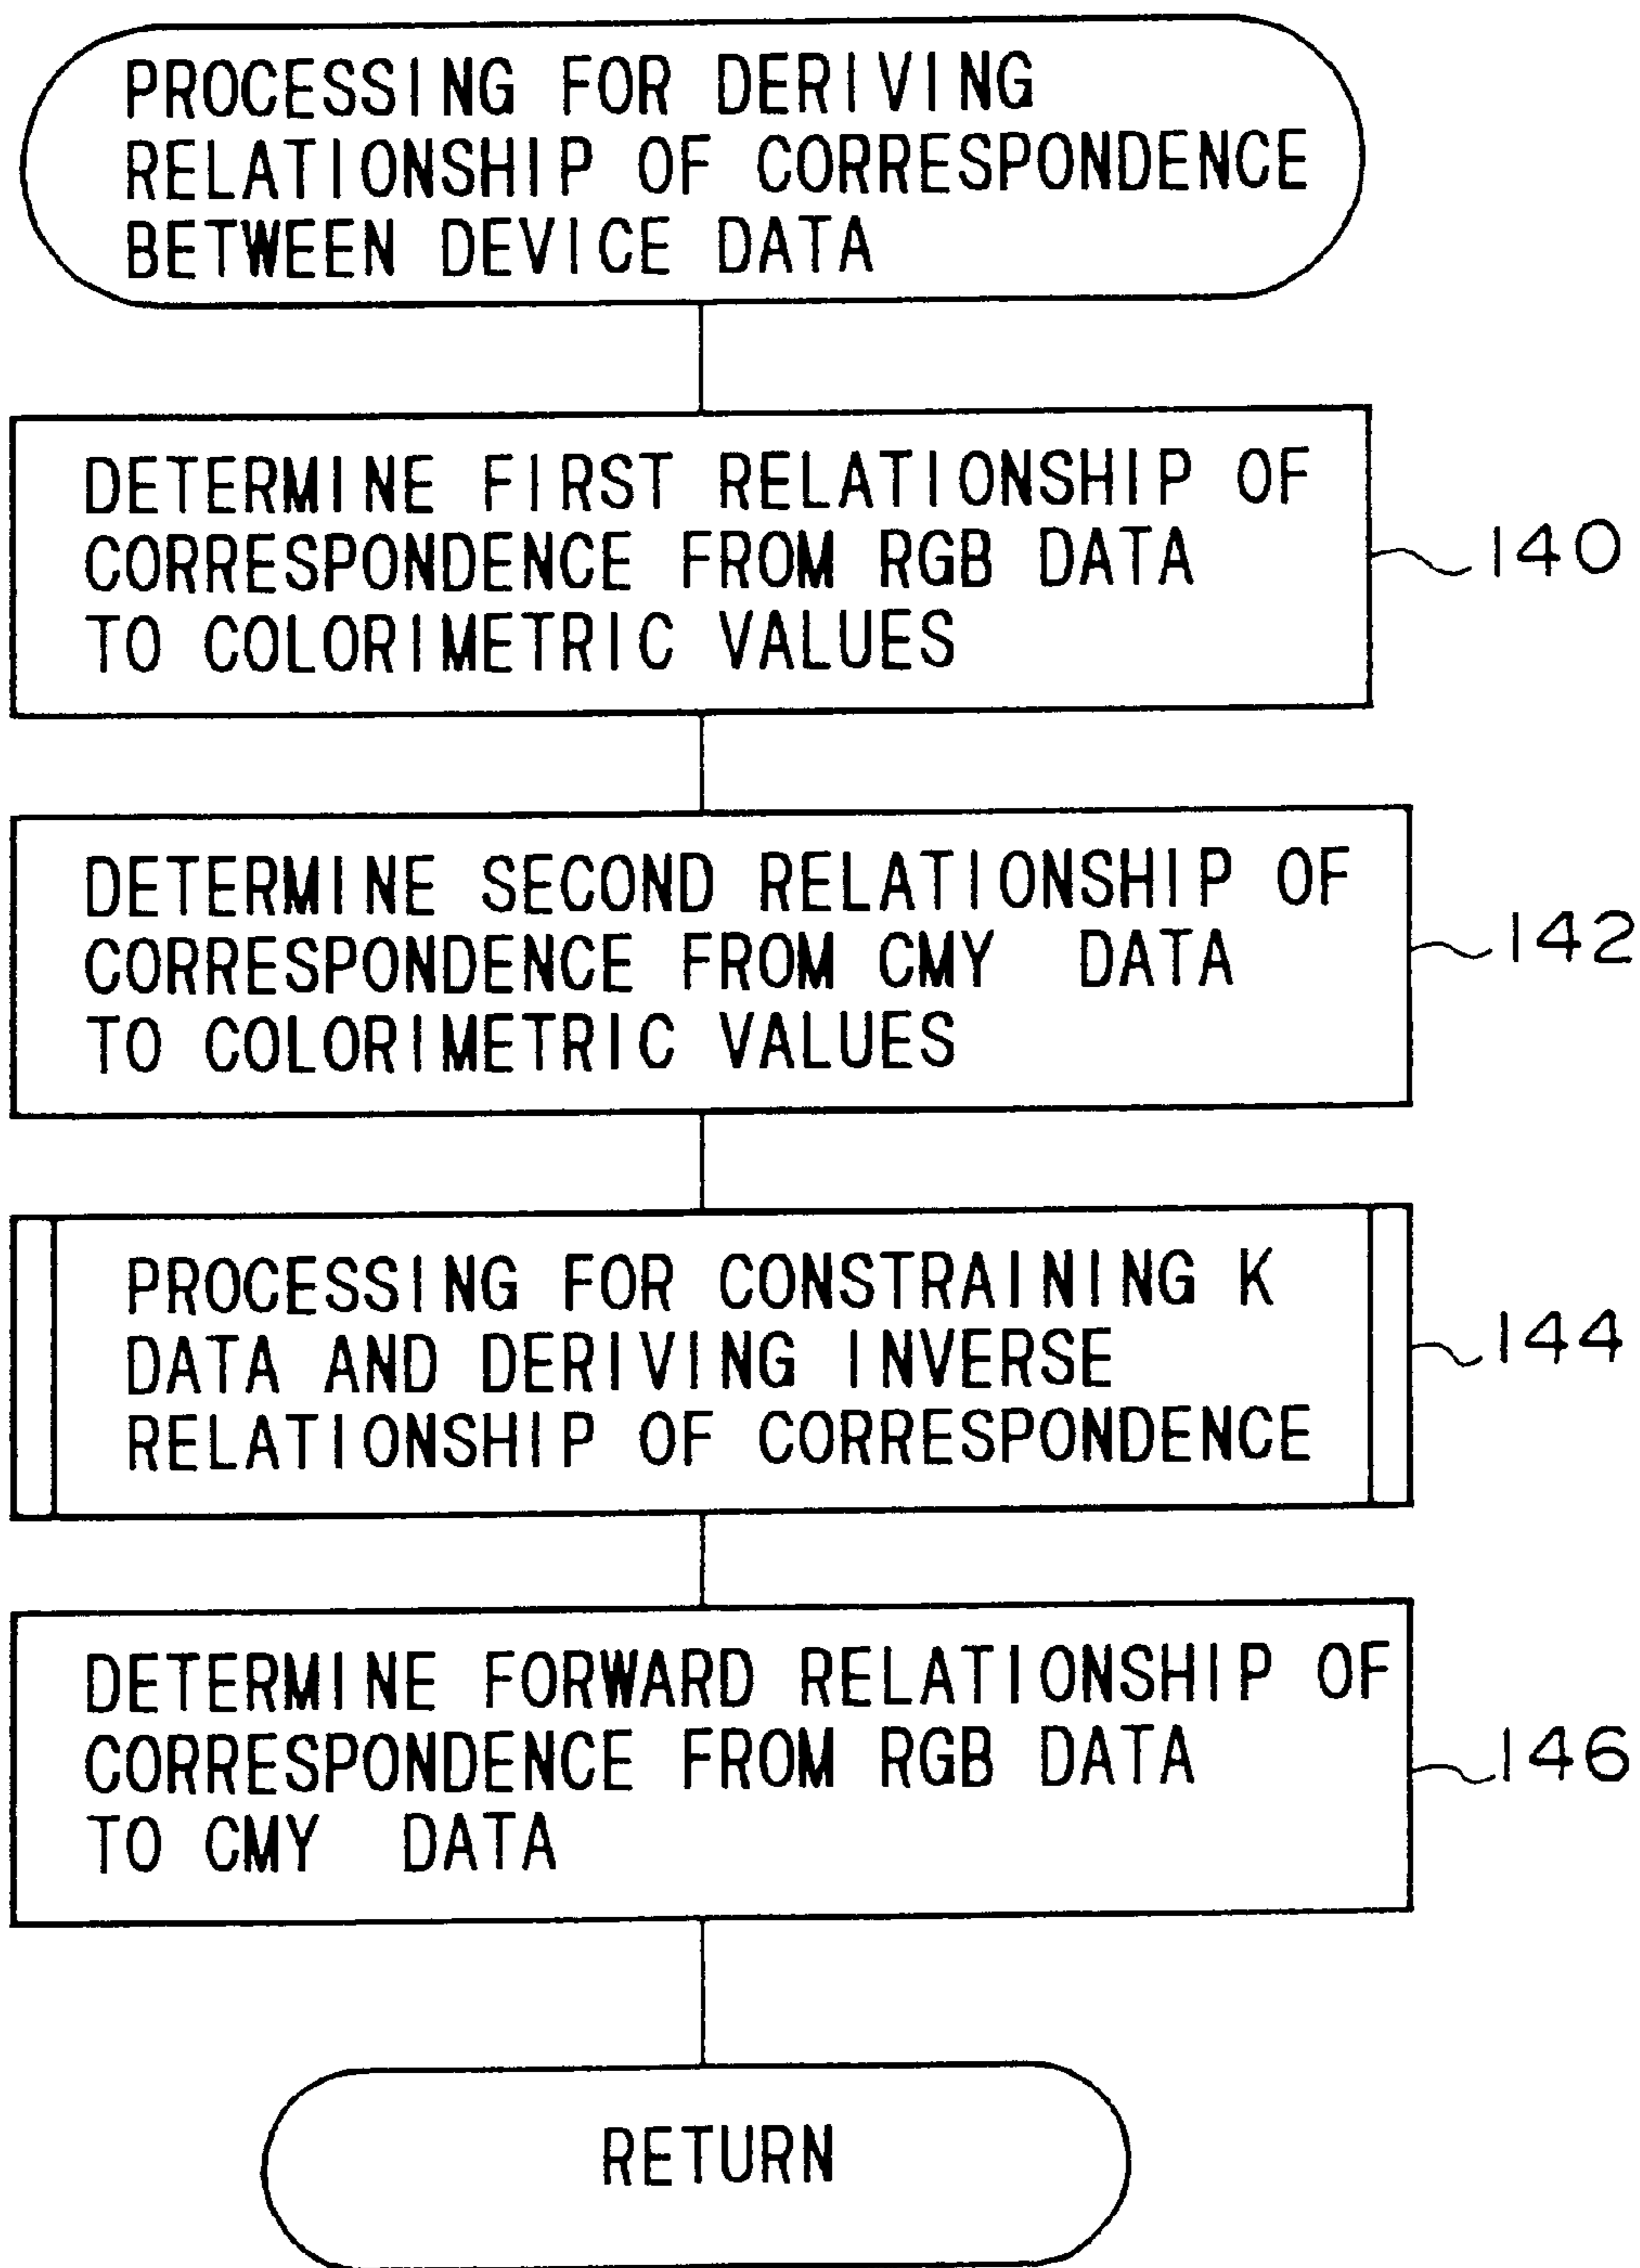 PROCESSING FOR DERIVING
RELATIONSHIP OF CORRESPONDENCE
BETWEEN DEVICE DATA
DETERMINE FIRST RELATIONSHIP OF
CORRESPONDENCE FROM RGB DATA
TO COLORIMETRIC VALUES
140
DETERMINE SECOND RELATIONSHIP OF
CORRESPONDENCE FROM CMY DATA
TO COLORIMETRIC VALUES
142
PROCESSING FOR CONSTRAINING K
DATA AND DERIVING INVERSE
RELATIONSHIP OF CORRESPONDENCE
144
DETERMINE FORWARD RELATIONSHIP OF
CORRESPONDENCE FROM RGB DATA
TO CMY DATA
146
RETURN